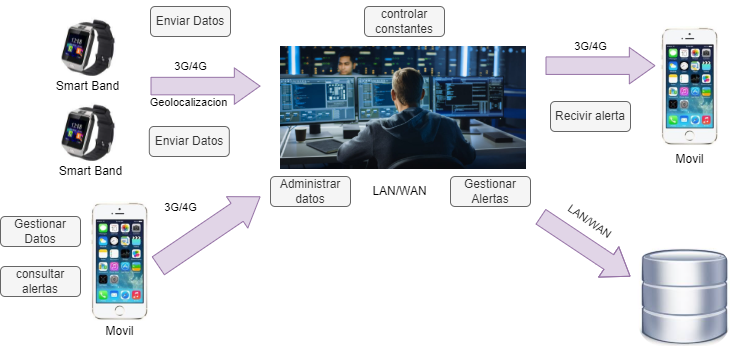 Enviar Datos
controlar
constantes
3G/4G
Geolocalizacion
Smart Band
3G/4G
Enviar Datos
Recivir alerta
Smart Band
Movil
Administrar
datos
LAN/WAN
Gestionar
Alertas
3G/4G
LAN/WAN
Gestionar
Datos
consultar
alertas
Movil